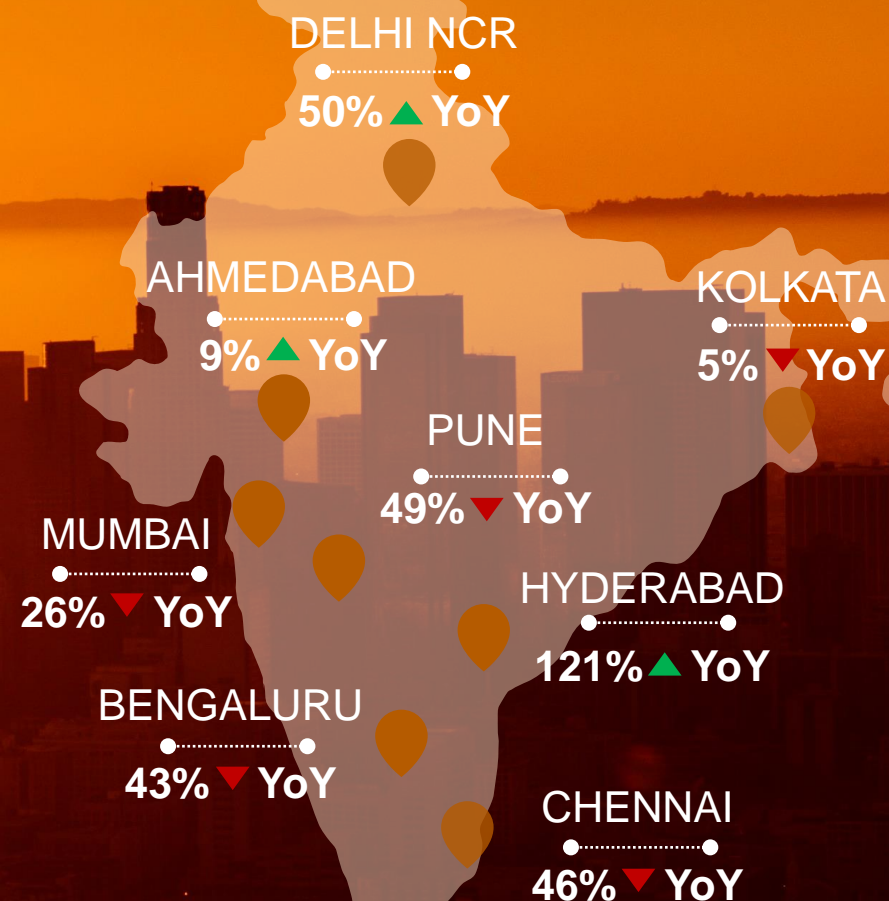 DELHI NCR
50% ▲ YoY
AHMEDABAD
9% ▲ YoY
KOLKATA
5% ▼ YoY
PUNE
49% ▼ YoY
MUMBAI
26% ▼ YoY
HYDERABAD
121% ▲ YoY
BENGALURU
43% ▼ YoY
CHENNAI
46% ▼ YoY